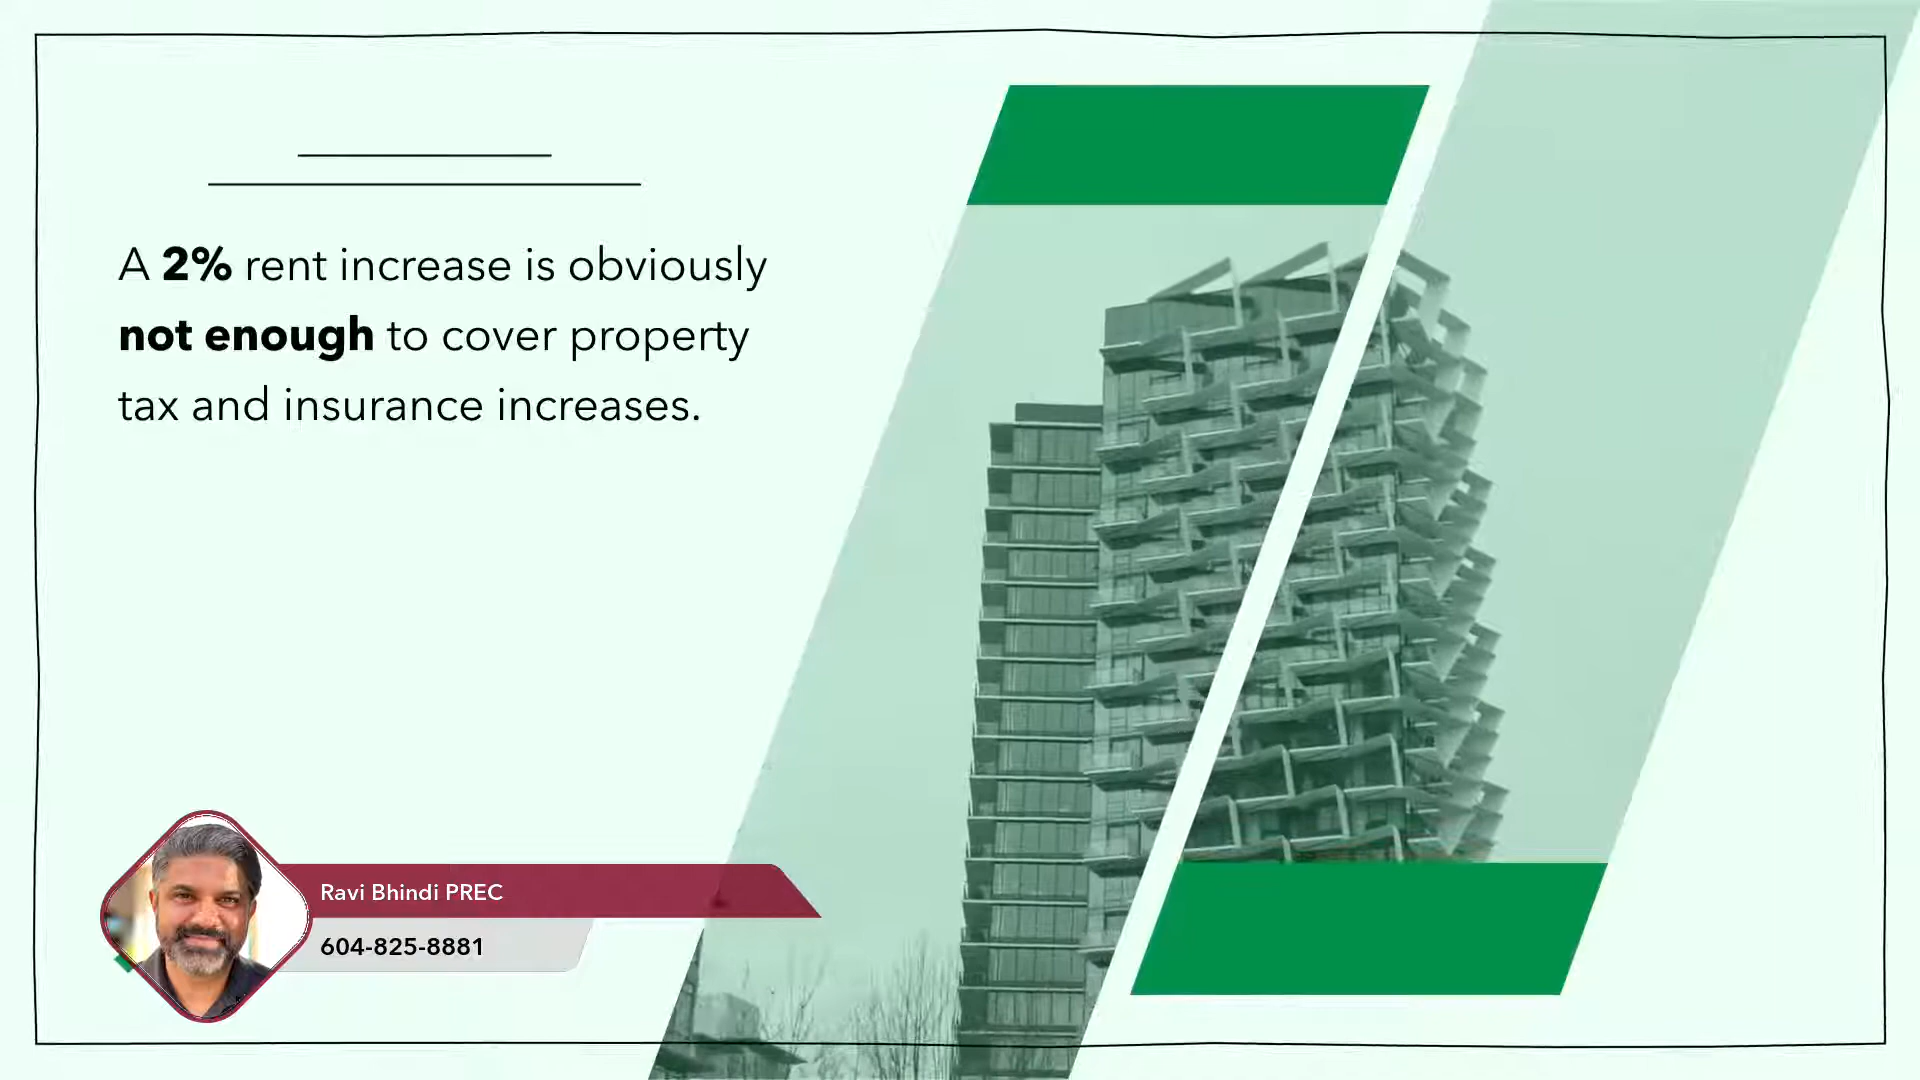 A 2% rent increase is obviously
not enough to cover property
tax and insurance increases.
Ravi Bhindi PREC
604-825-8881